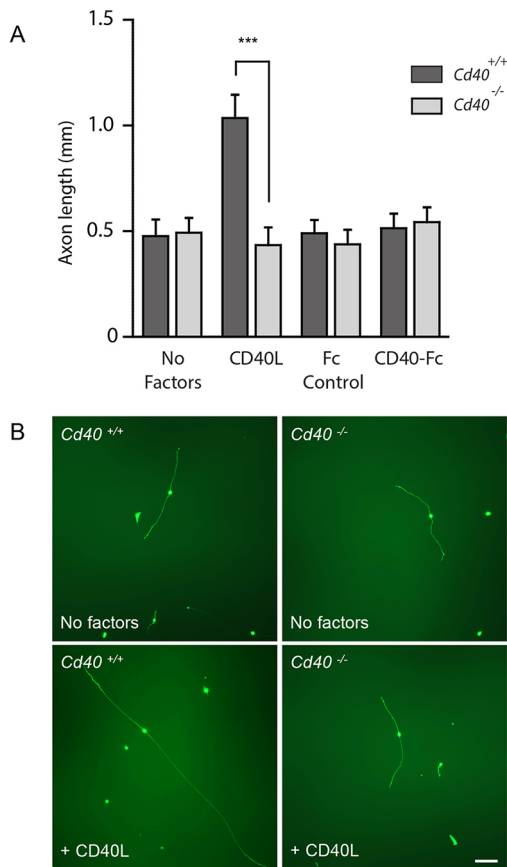 A
1.5
***
Cd40 +/+
Cd40 -/-
1.0
Axon length (mm)
0.5
0
No
Factors
CD40L
Fc
Control
CD40-Fc
B
Cd40 +/+
Cd40 -/-
No factors
No factors
Cd40 +/+
Cd40 -/-
+ CD40L
+ CD40L